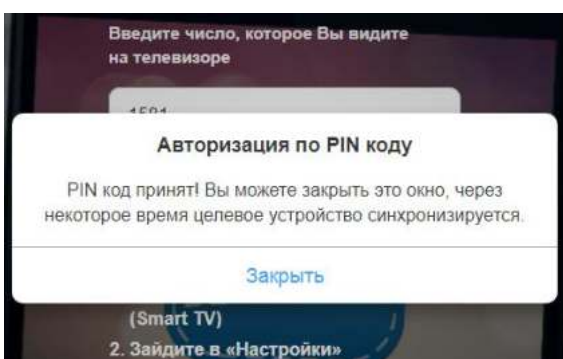 Введите число, которое Вы видите
на телевизоре
1581
Авторизация по PIN коду
PIN код принят! Вы можете закрыть это окно, через
некоторое время целевое устройство синхронизируется.
Закрыть
(Smart TV)
2. Зайдите в «Настройки»